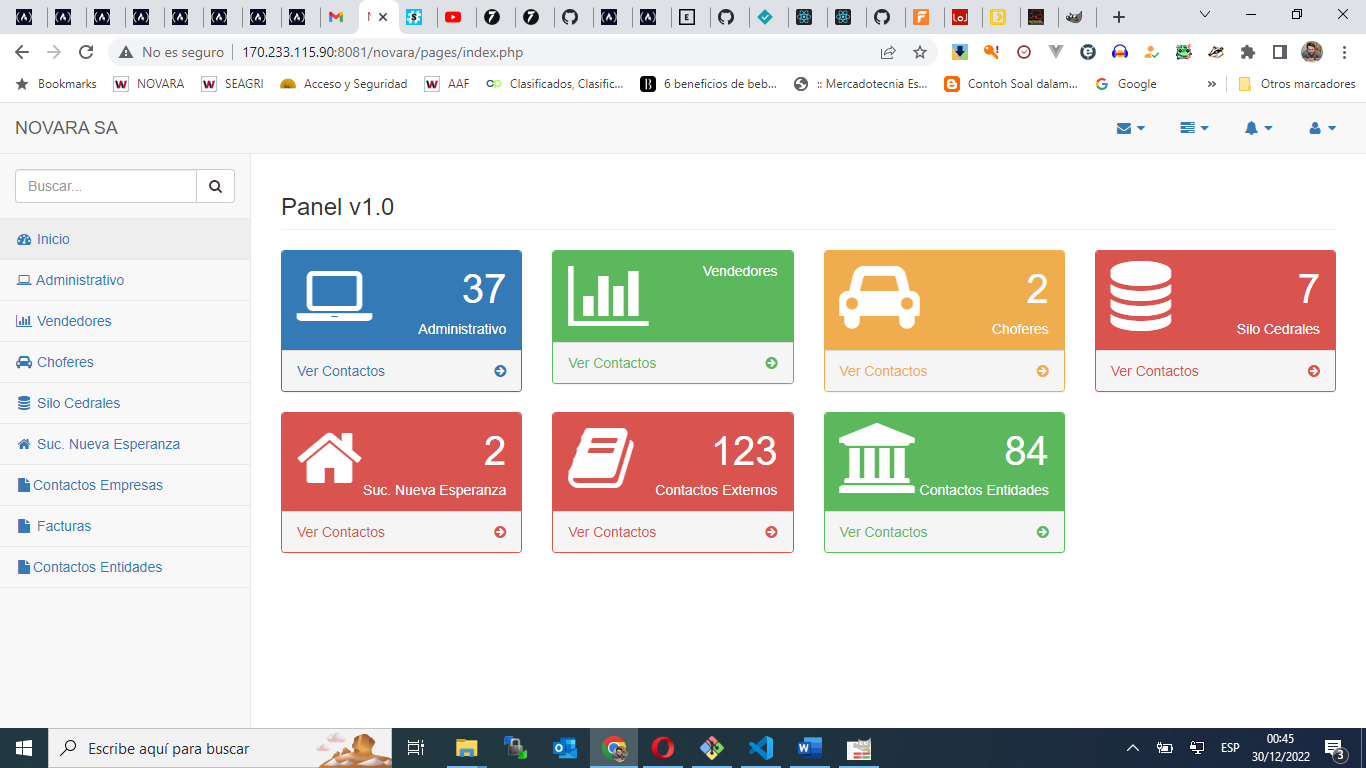 No es seguro
170.233.115.90:8081/novara/pages/index.php
Bookmarks
NOVARA
SEAGRI
Acceso y Seguridad
AAF
Clasificados, Clasific...
6 beneficios de beb...
:: Mercadotecnia Es...
Contoh Soal dalam...
Google
»
Otros marcadores
NOVARA SA
Buscar...
Inicio
Administrativo
Vendedores
Choferes
Silo Cedrales
Suc. Nueva Esperanza
Contactos Empresas
Facturas
Contactos Entidades
Panel v1.0
37
Administrativo
Ver Contactos
Vendedores
Ver Contactos
2
Choferes
Ver Contactos
7
Silo Cedrales
Ver Contactos
2
Suc. Nueva Esperanza
Ver Contactos
123
Contactos Externos
Ver Contactos
84
Contactos Entidades
Ver Contactos
Escribe aquí para buscar
ESP
00:45
30/12/2022
3